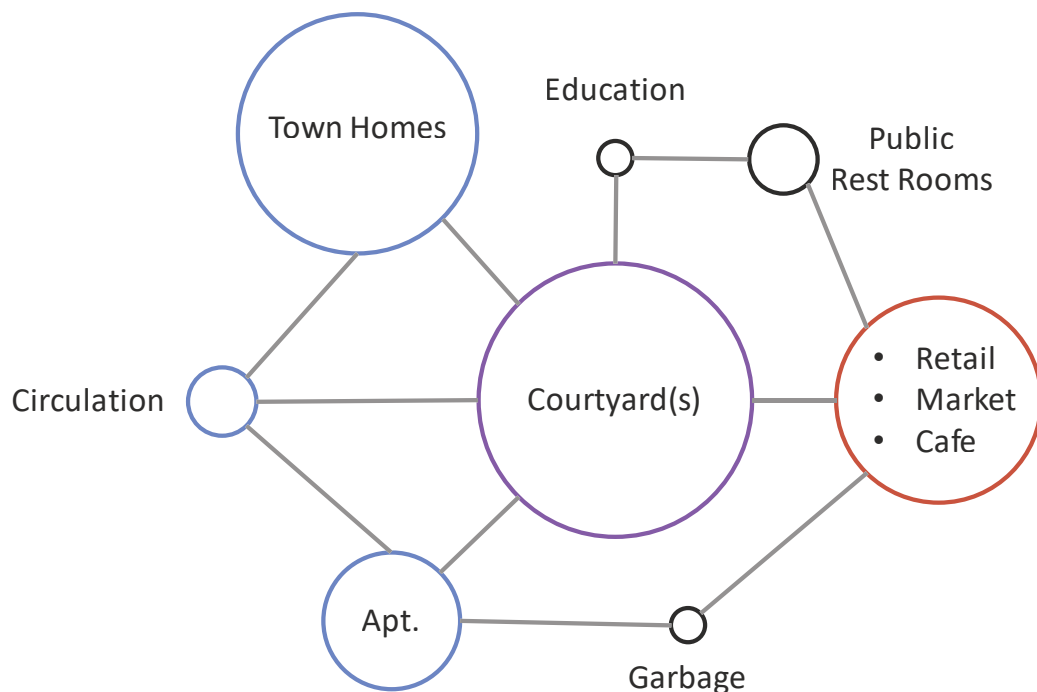 Education
Town Homes
Public
Rest Rooms
• Retail
Circulation
Courtyard(s)
• Market
• Cafe
Apt.
Garbage